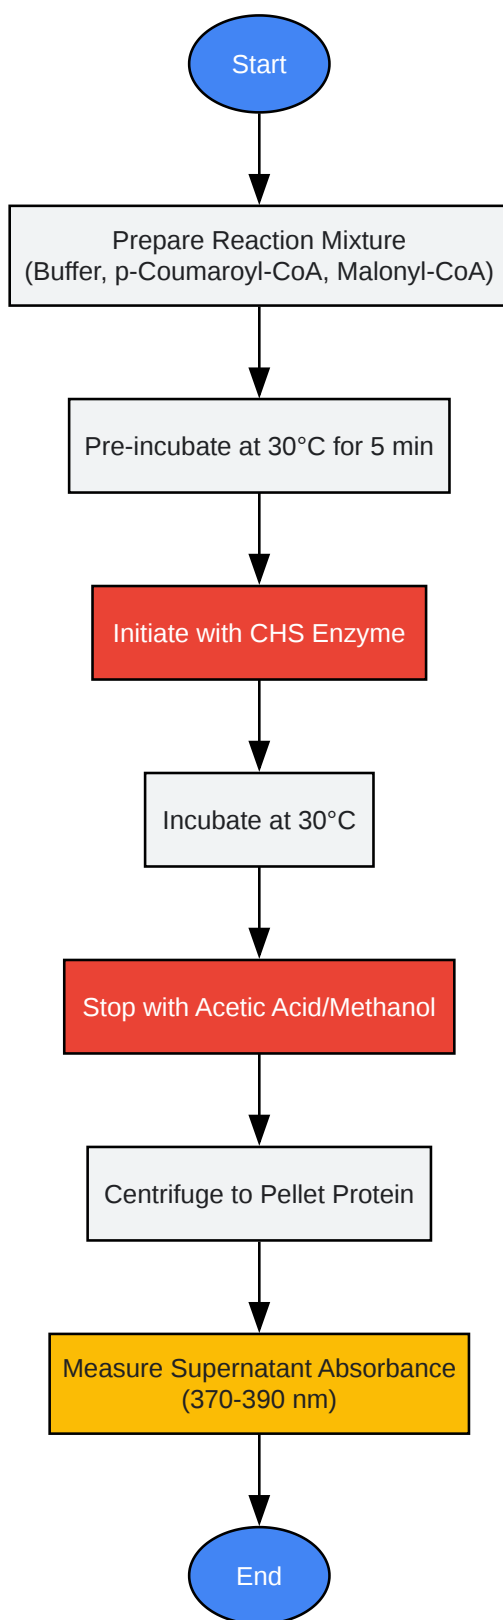 Start
Prepare Reaction Mixture
(Buffer, p-Coumaroyl-CoA, Malonyl-CoA)
Pre-incubate at 30°C for 5 min
Initiate with CHS Enzyme
Incubate at 30°C
Stop with Acetic Acid/Methanol
Centrifuge to Pellet Protein
Measure Supernatant Absorbance
(370-390 nm)
End